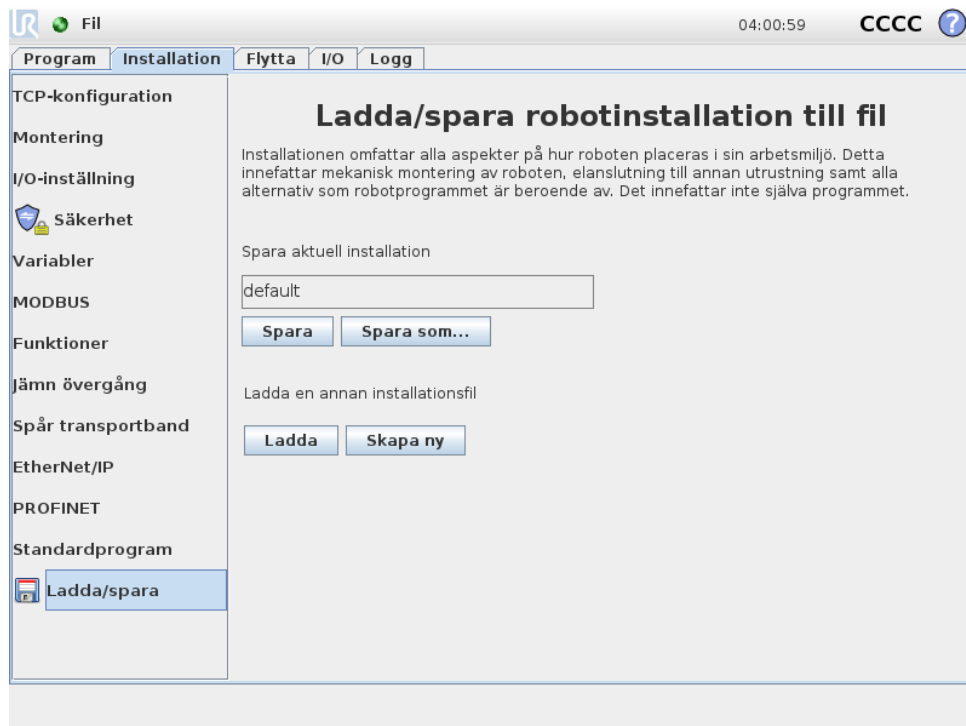 UR Fil 04:00:59 CCCC ?
Program Installation Flytta I/O Logg
TCP-konfiguration
Montering
I/O-inställning
Säkerhet
Variabler
MODBUS
Funktioner
Jämn övergång
Spår transportband
EtherNet/IP
PROFINET
Standardprogram
Ladda/spara
Ladda/spara robotinstallation till fil
Installationen omfattar alla aspekter på hur roboten placeras i sin arbetsmiljö. Detta
innefattar mekanisk montering av roboten, elanslutning till annan utrustning samt alla
alternativ som robotprogrammet är beroende av. Det innefattar inte själva programmet.
Spara aktuell installation
default
Spara Spara som...
Ladda en annan installationsfil
Ladda Skapa ny